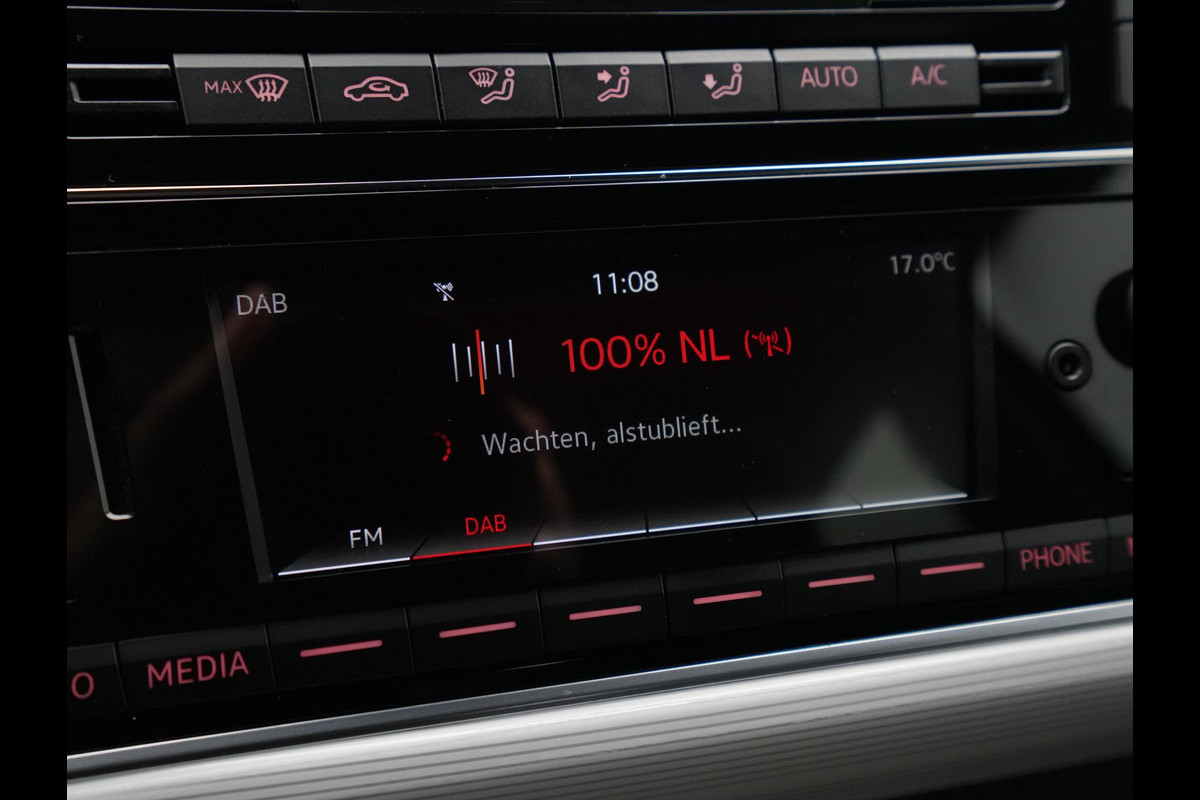 MAX
AUTO
A/C
DAB
11:08
17.0°C
100% NL
Wachten, alstublieft...
FM
DAB
O
MEDIA
PHONE